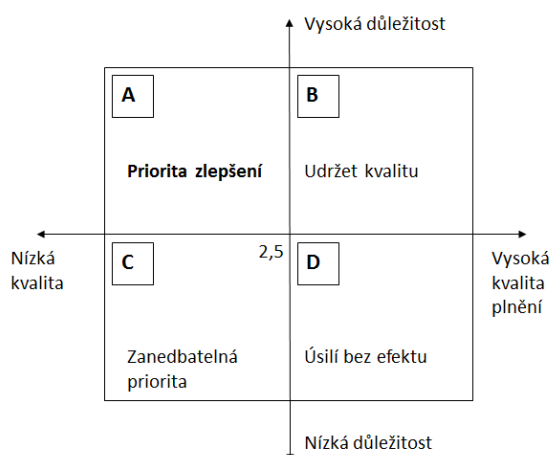 Vysoká důležitost
A
B
Priorita zlepšení
Udržet kvalitu
Nízká
kvalita
2,5
Vysoká
kvalita
plnění
C
D
Zanedbatelná
priorita
Úsilí bez efektu
Nízká důležitost